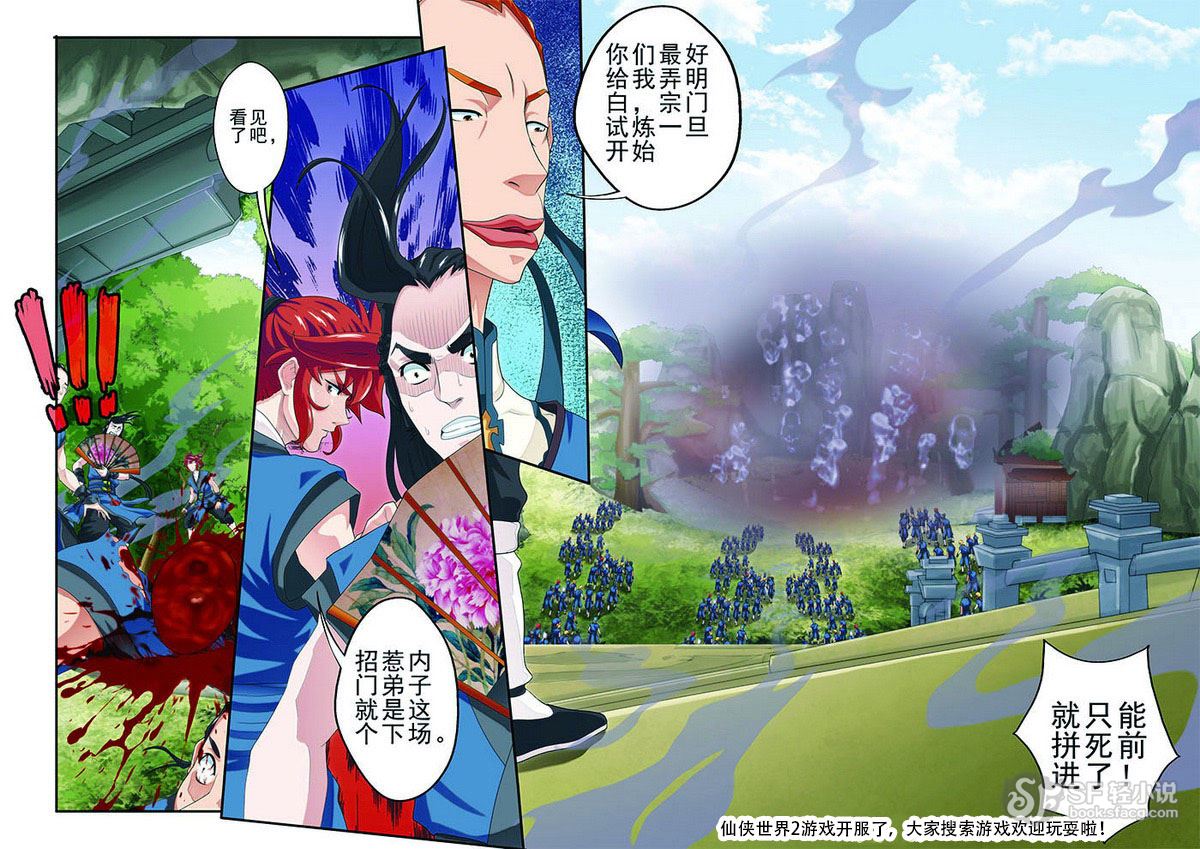 看见
了吧，
招惹内
门弟子
就是这
个下场。
你们最好
给我弄明
白，宗门
试炼一旦
开始
就只能
拼死前
进了！
!!!
SF轻小说
book.sfacg.com
仙侠世界2游戏开服了，大家搜索游戏欢迎玩耍啦！